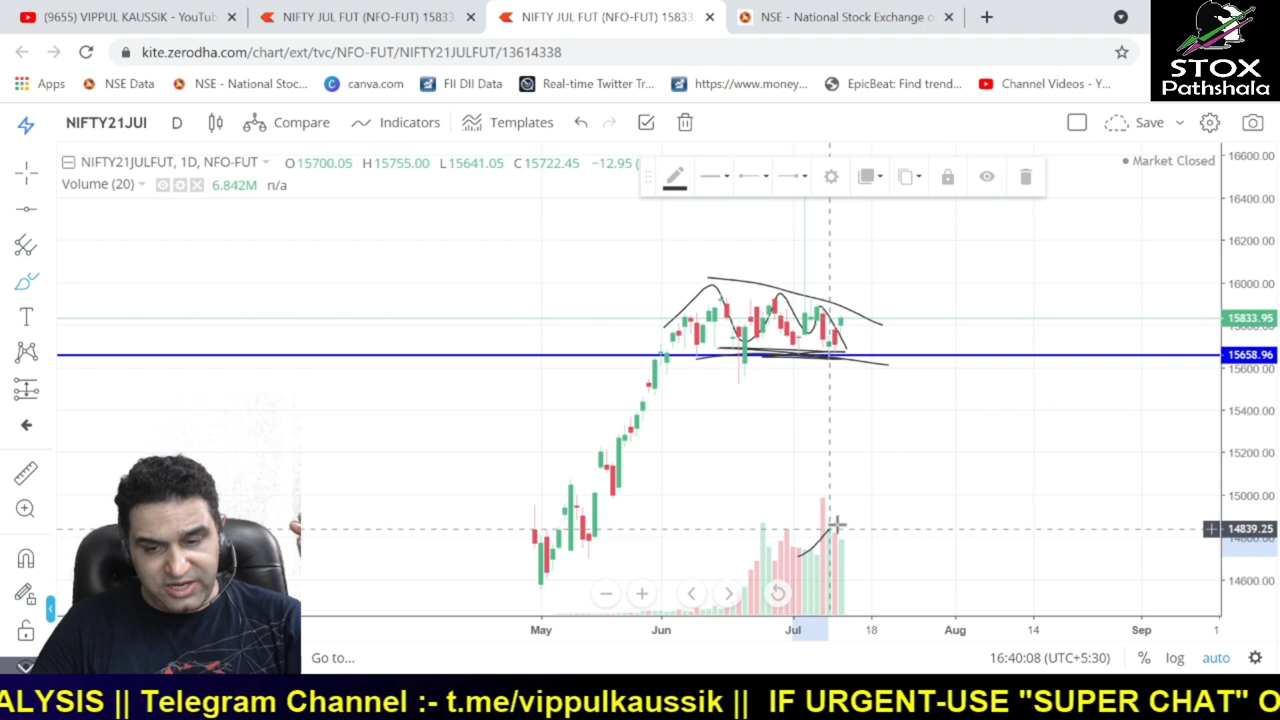 (9655) VIPPUL KAUSSIK - YouTub
NIFTY JUL FUT (NFO-FUT) 15833.
NIFTY JUL FUT (NFO-FUT) 15833
NSE - National Stock Exchange o
kite.zerodha.com/chart/ext/tvc/NFO-FUT/NIFTY21JULFUT/13614338
Apps
NSE Data
NSE - National Stoc...
canva.com
FII DII Data
Real-time Twitter Tr...
https://www.money...
EpicBeat: Find trend...
Channel Videos - Y...
STOX
Pathshala
NIFTY21JUI
D
Compare
Indicators
Templates
Save
NIFTY21JULFUT, 1D, NFO-FUT
O15700.05 H15755.00 L15641.05 C15722.45 −12.95 (
Market Closed
Volume (20)
6.842M n/a
16600.00
16400.00
16200.00
16000.00
15833.95
15658.96
15600.00
15400.00
15200.00
15000.00
14839.25
14600.00
May
Jun
Jul
18
Aug
14
Sep
1
Go to...
16:40:08 (UTC+5:30)
%
log
auto
ALYSIS || Telegram Channel :- t.me/vippulkaussik || IF URGENT-USE "SUPER CHAT" O